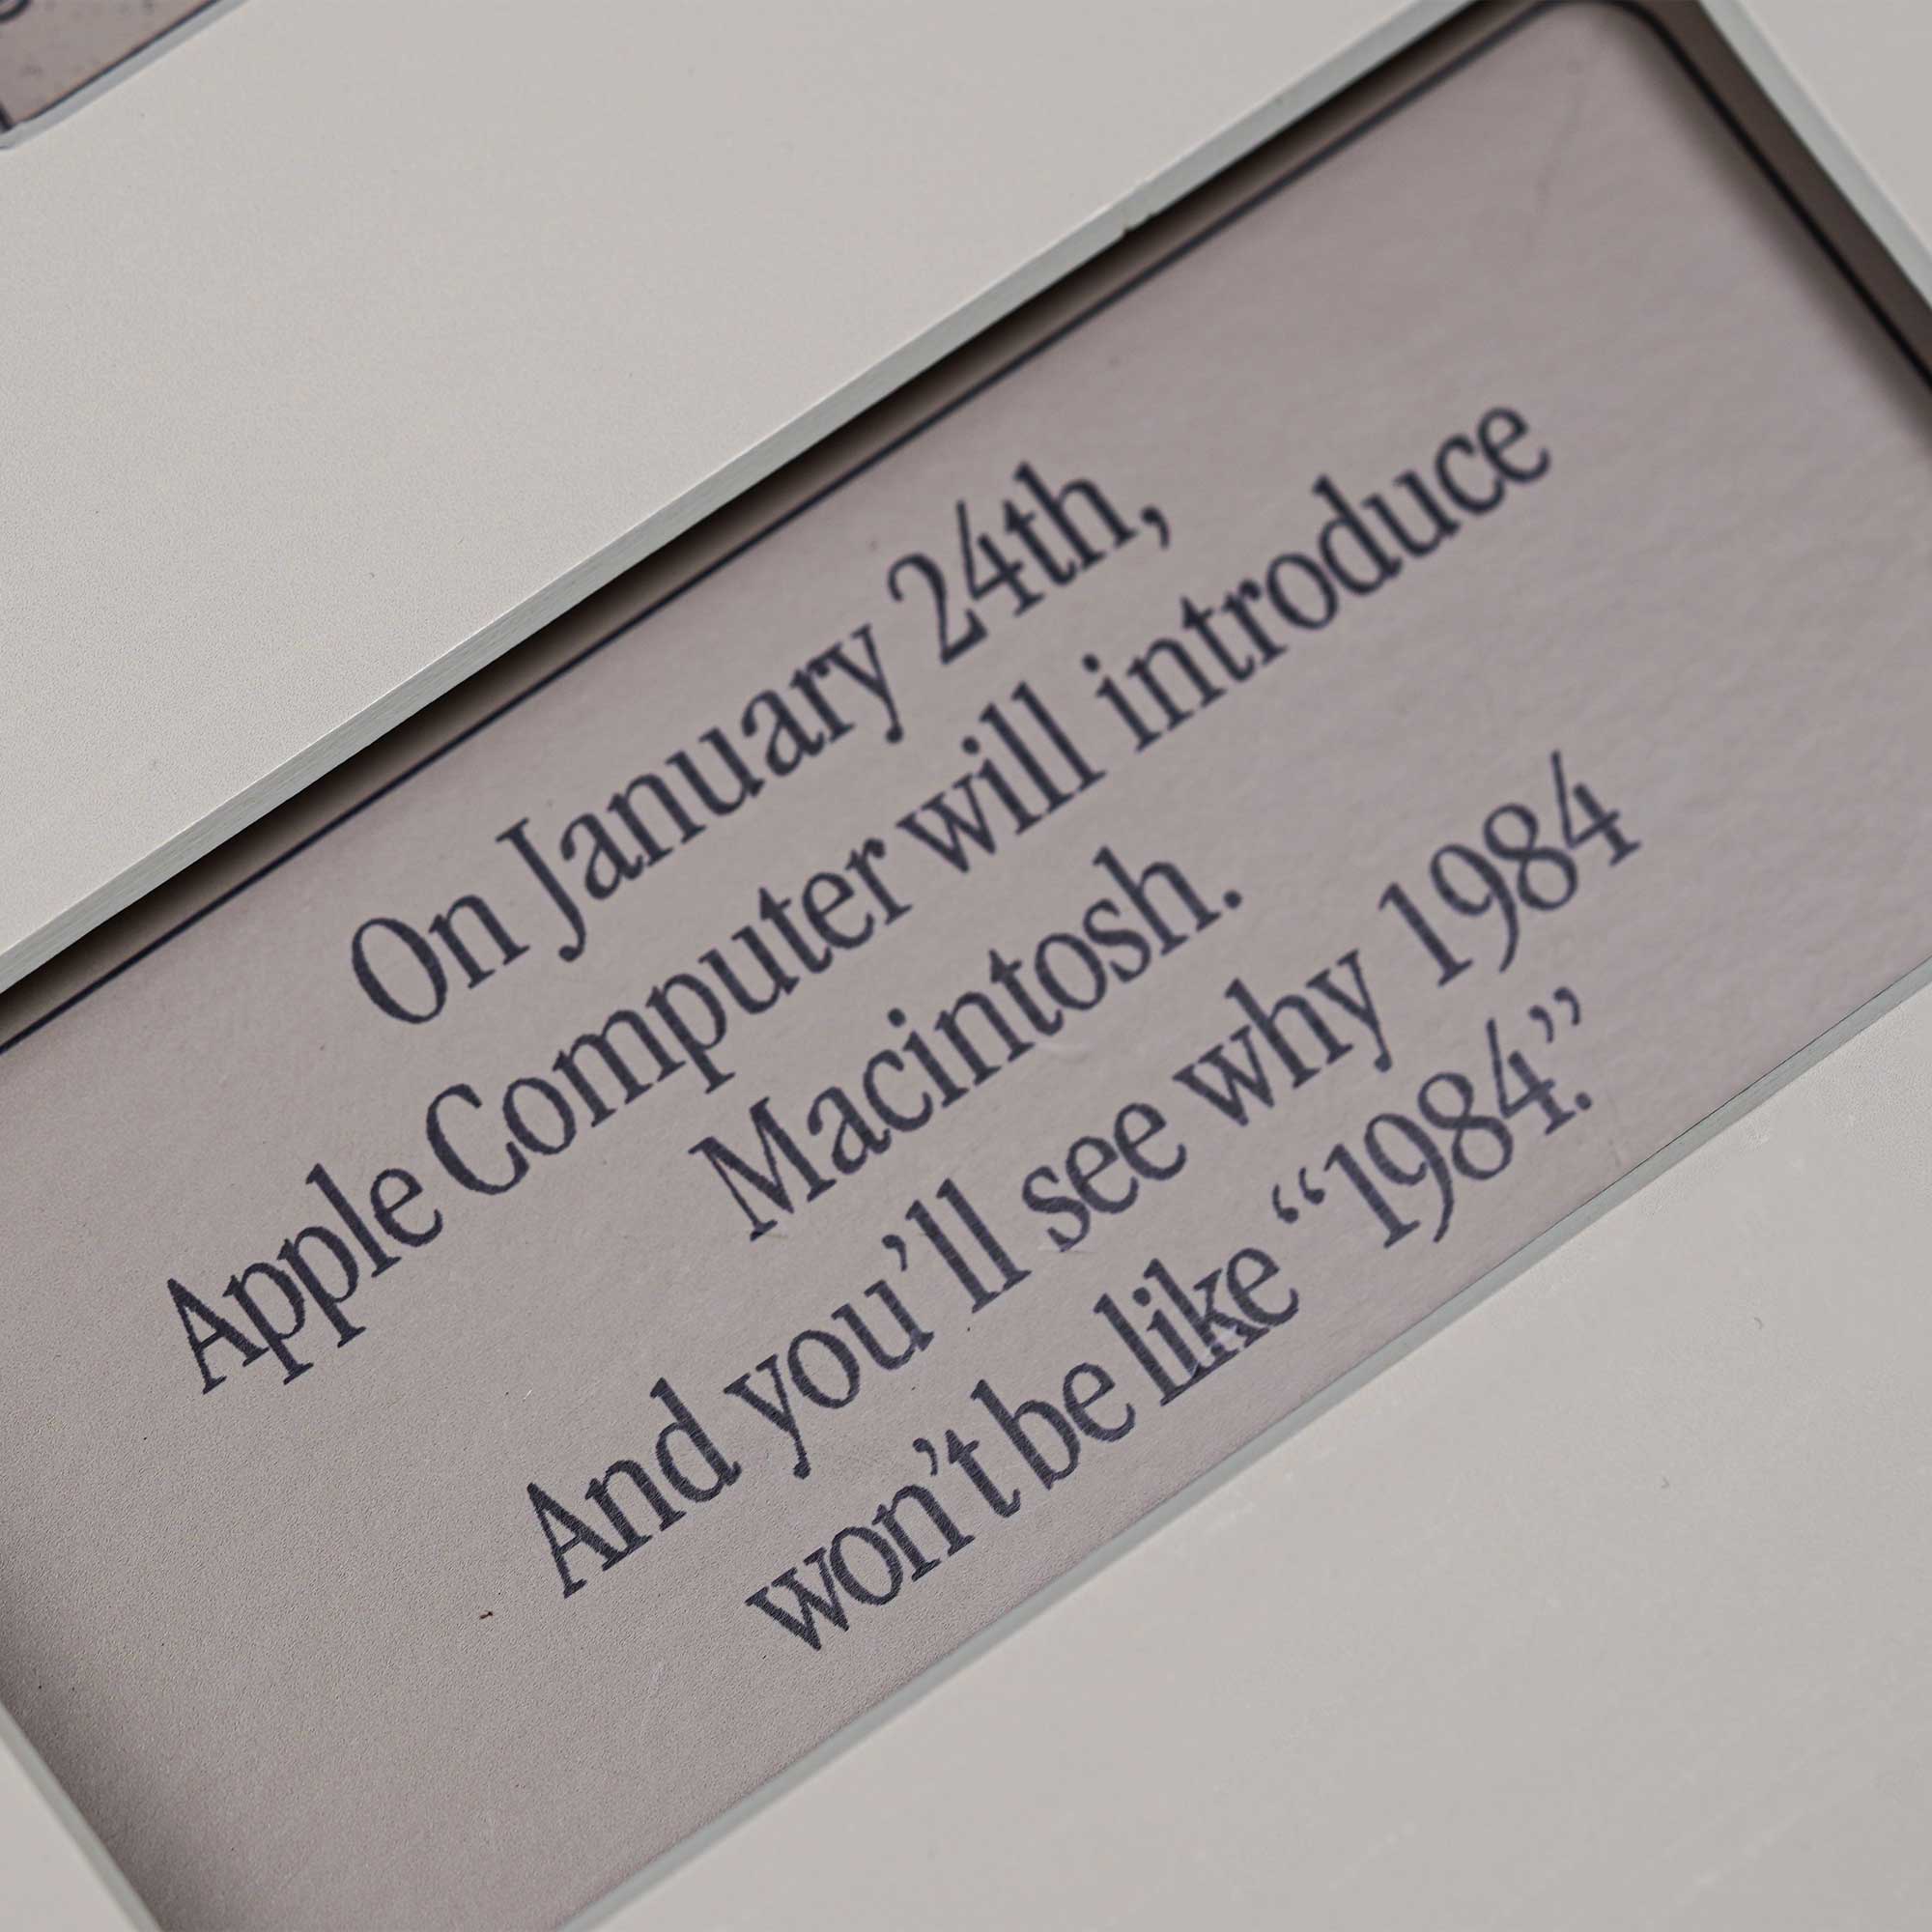 On January 24th,
Apple Computer will introduce
Macintosh.
And you’ll see why 1984
won’t be like “1984.”